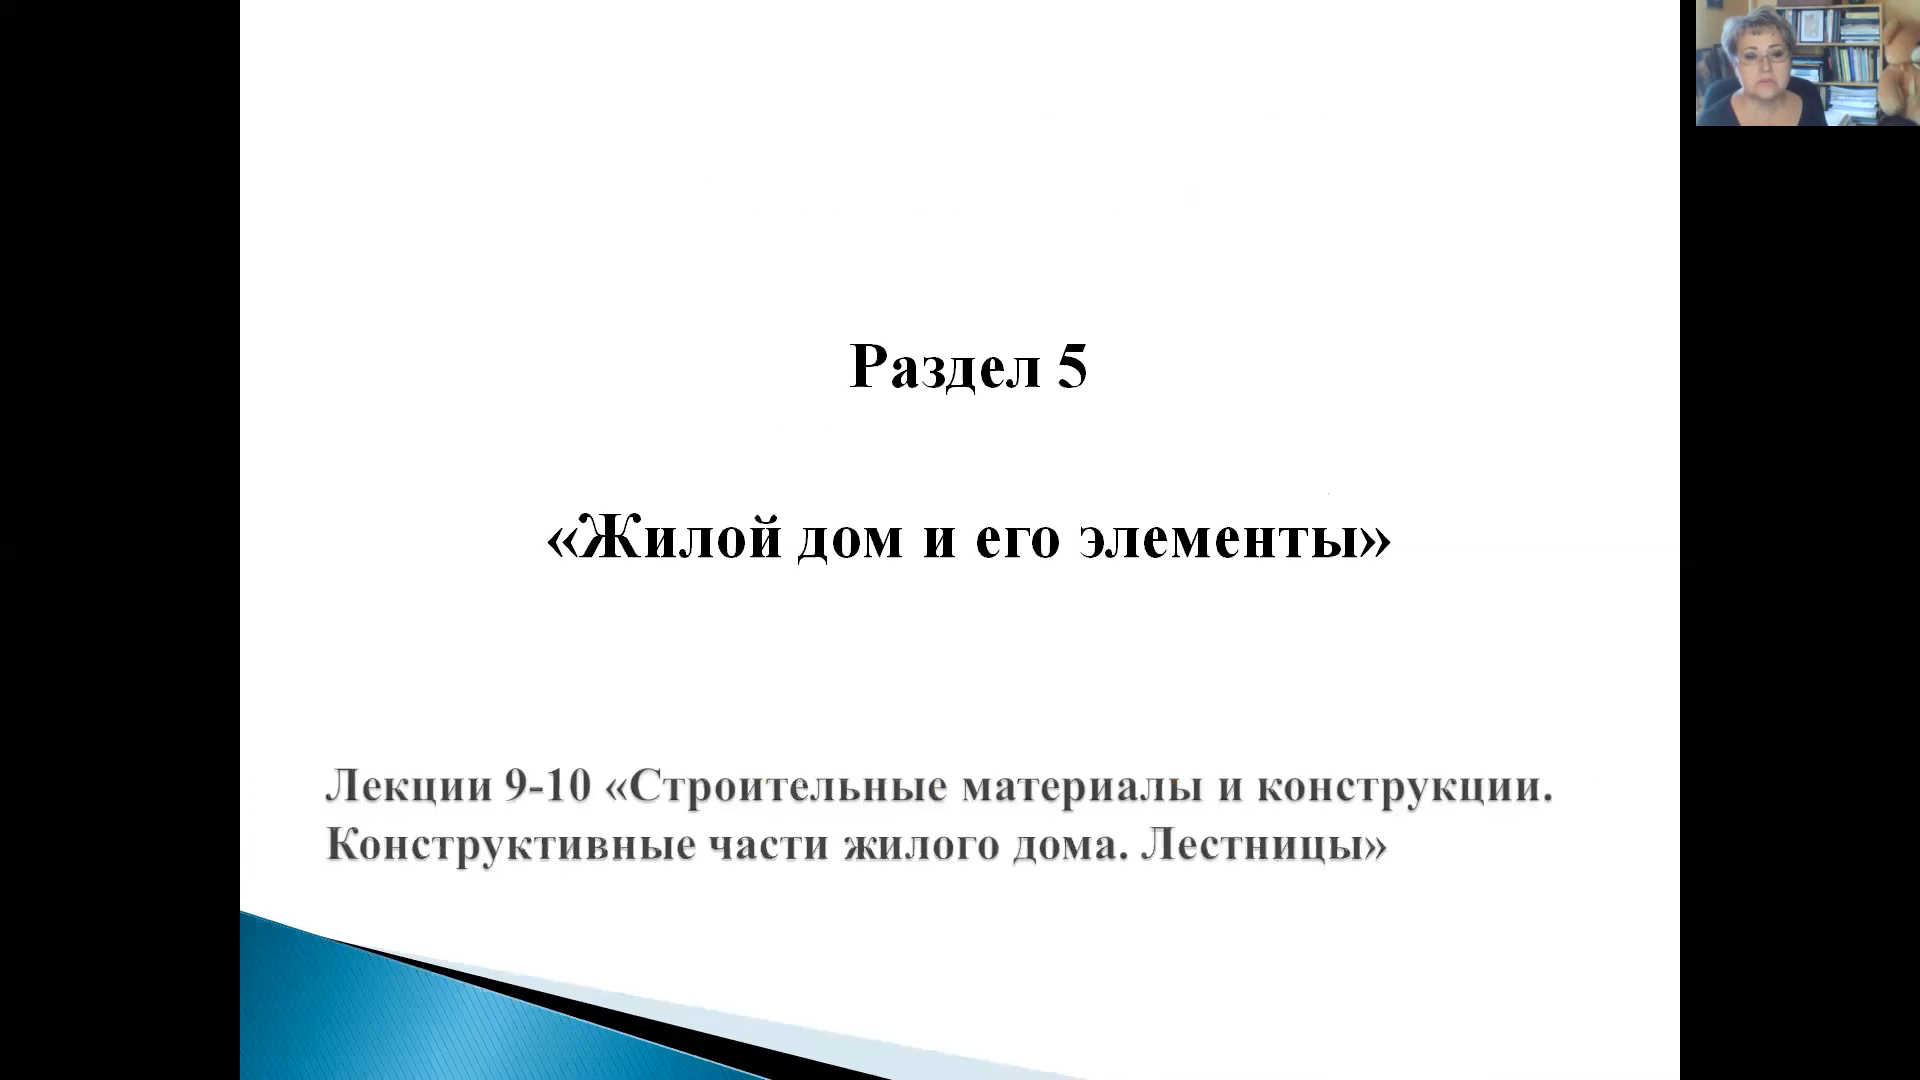 Раздел 5
«Жилой дом и его элементы»
Лекции 9-10 «Строительные материалы и конструкции.
Конструктивные части жилого дома. Лестницы»